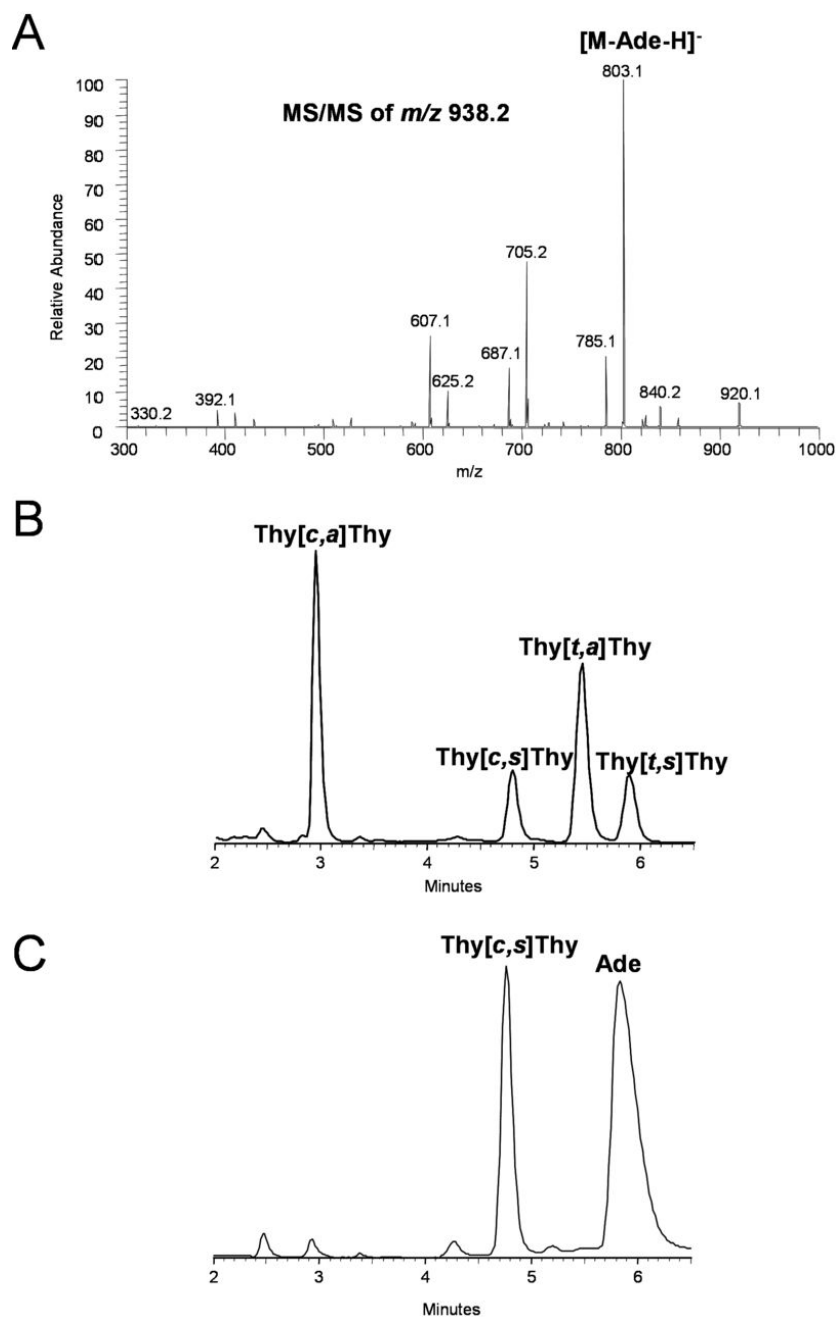 A
[M-Ade-H]-
803.1
MS/MS of m/z 938.2
100
90
80
70
60
50
40
30
20
10
0
Relative Abundance
330.2
392.1
607.1
625.2
687.1
705.2
785.1
840.2
920.1
300 400 500 600 700 800 900 1000
m/z
B
Thy[c,a]Thy
Thy[t,a]Thy
Thy[c,s]Thy
Thy[t,s]Thy
2 3 4 5 6
Minutes
C
Thy[c,s]Thy
Ade
2 3 4 5 6
Minutes